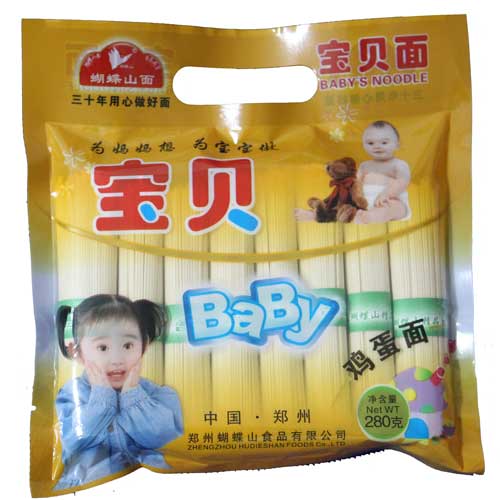 蝴蝶山面
三十年用心做好面
宝贝面
BABY'S NOODLE
为妈妈想 为宝宝做
宝贝
BaBy
鸡蛋面
净含量
Net WT
280克
中国·郑州
郑州蝴蝶山食品有限公司
ZHENGZHOU HUDIESHAN FOODS Co.,LTD